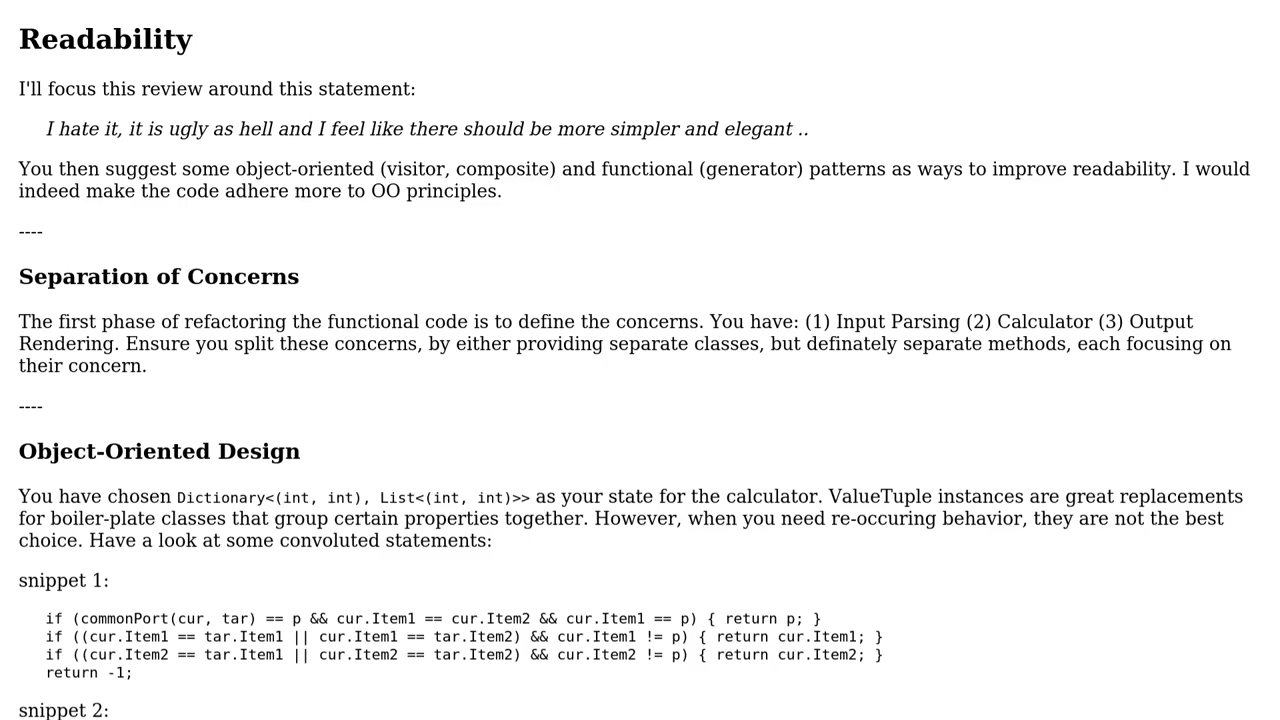 Readability
I'll focus this review around this statement:
I hate it, it is ugly as hell and I feel like there should be more simpler and elegant ..
You then suggest some object-oriented (visitor, composite) and functional (generator) patterns as ways to improve readability. I would
indeed make the code adhere more to OO principles.
----
Separation of Concerns
The first phase of refactoring the functional code is to define the concerns. You have: (1) Input Parsing (2) Calculator (3) Output
Rendering. Ensure you split these concerns, by either providing separate classes, but definately separate methods, each focusing on
their concern.
----
Object-Oriented Design
You have chosen Dictionary<(int, int), List<(int, int)>> as your state for the calculator. ValueTuple instances are great replacements
for boiler-plate classes that group certain properties together. However, when you need re-occuring behavior, they are not the best
choice. Have a look at some convoluted statements:
snippet 1:
if (commonPort(cur, tar) == p && cur.Item1 == cur.Item2 && cur.Item1 == p) { return p; }
if ((cur.Item1 == tar.Item1 || cur.Item1 == tar.Item2) && cur.Item1 != p) { return cur.Item1; }
if ((cur.Item2 == tar.Item1 || cur.Item2 == tar.Item2) && cur.Item2 != p) { return cur.Item2; }
return -1;
snippet 2: